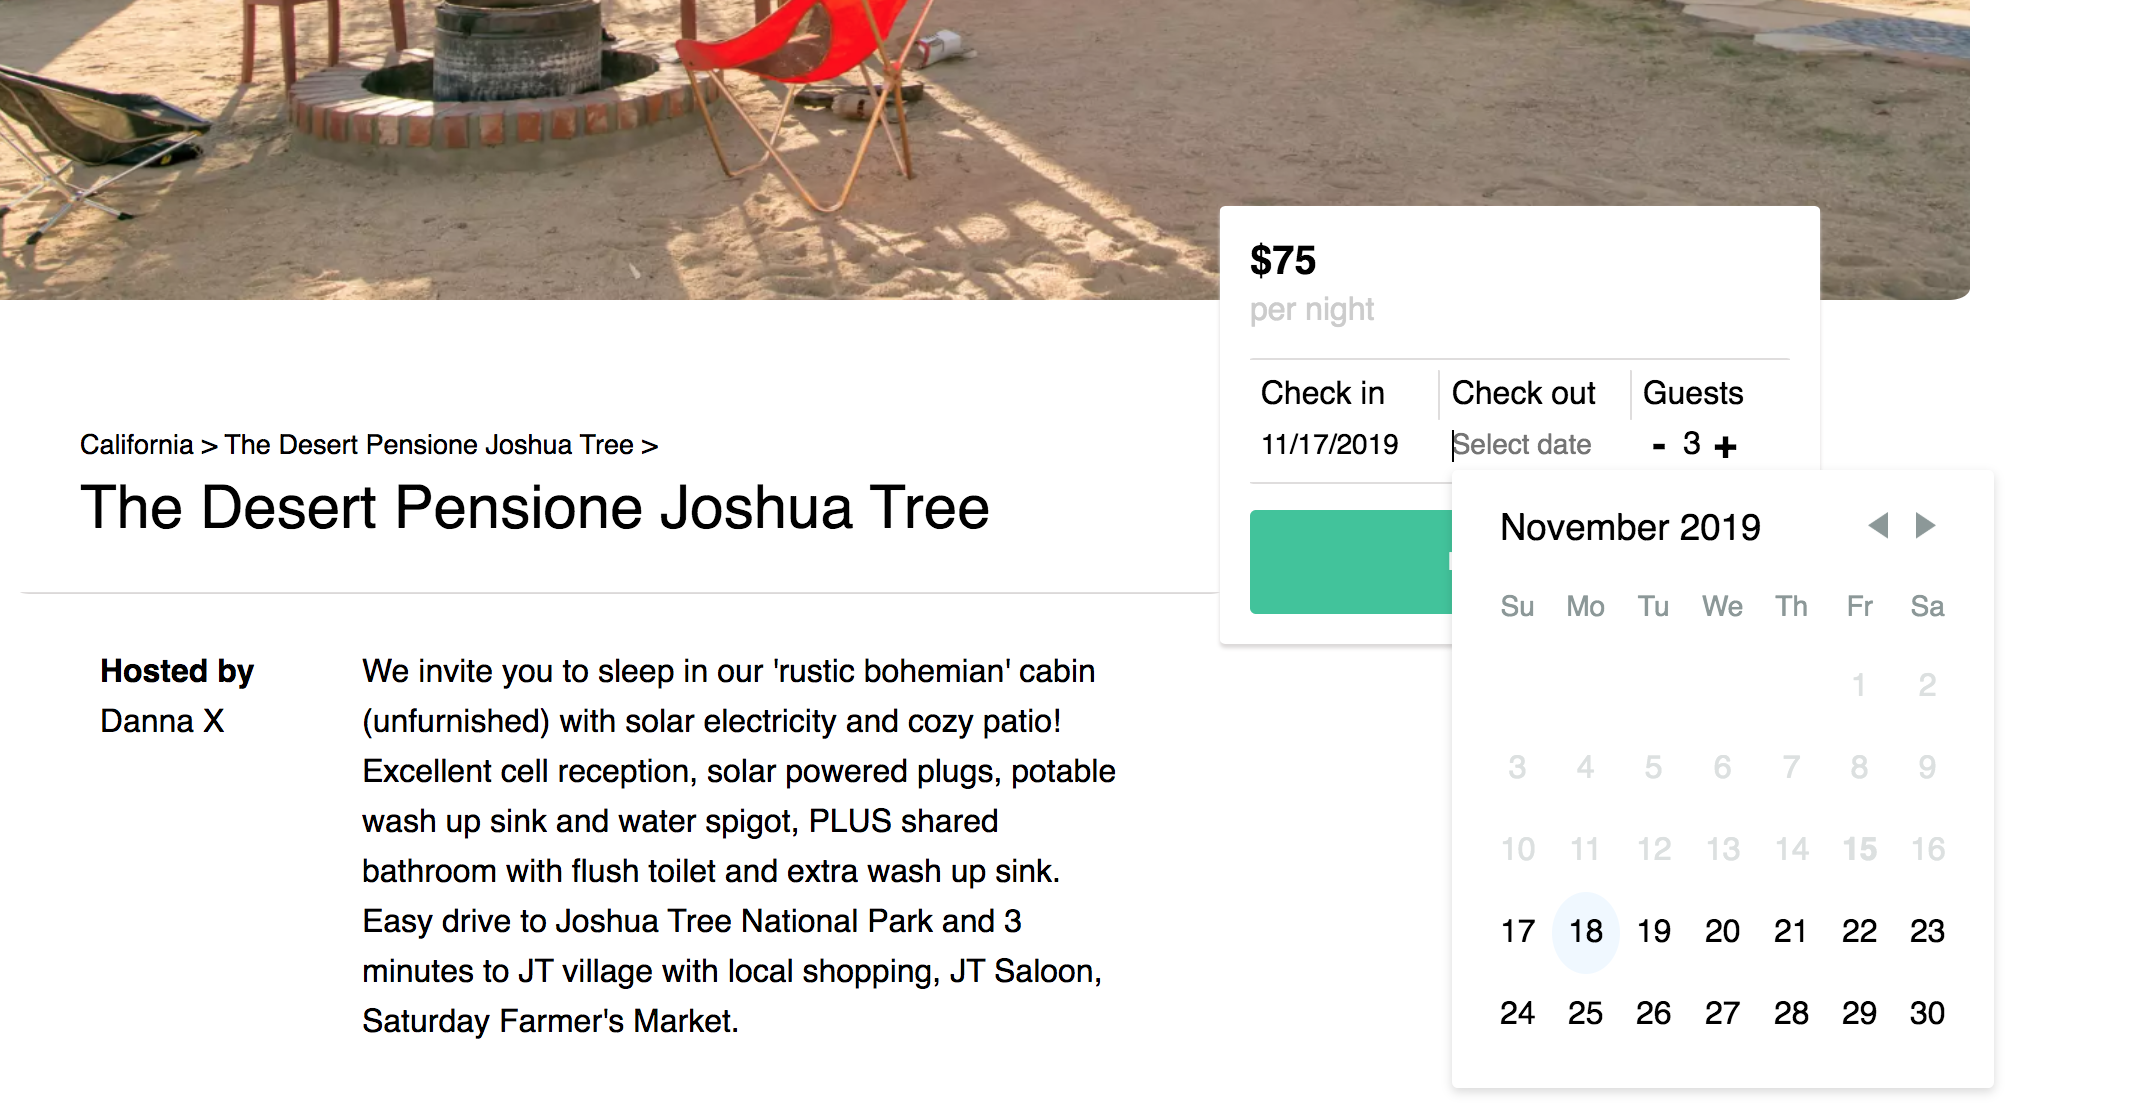 $75
per night
Check in Check out Guests
11/17/2019 Select date - 3 +
California > The Desert Pensione Joshua Tree >
The Desert Pensione Joshua Tree
Hosted by
Danna X
We invite you to sleep in our 'rustic bohemian' cabin
(unfurnished) with solar electricity and cozy patio!
Excellent cell reception, solar powered plugs, potable
wash up sink and water spigot, PLUS shared
bathroom with flush toilet and extra wash up sink.
Easy drive to Joshua Tree National Park and 3
minutes to JT village with local shopping, JT Saloon,
Saturday Farmer's Market.
November 2019
Su Mo Tu We Th Fr Sa
1 2
3 4 5 6 7 8 9
10 11 12 13 14 15 16
17 18 19 20 21 22 23
24 25 26 27 28 29 30